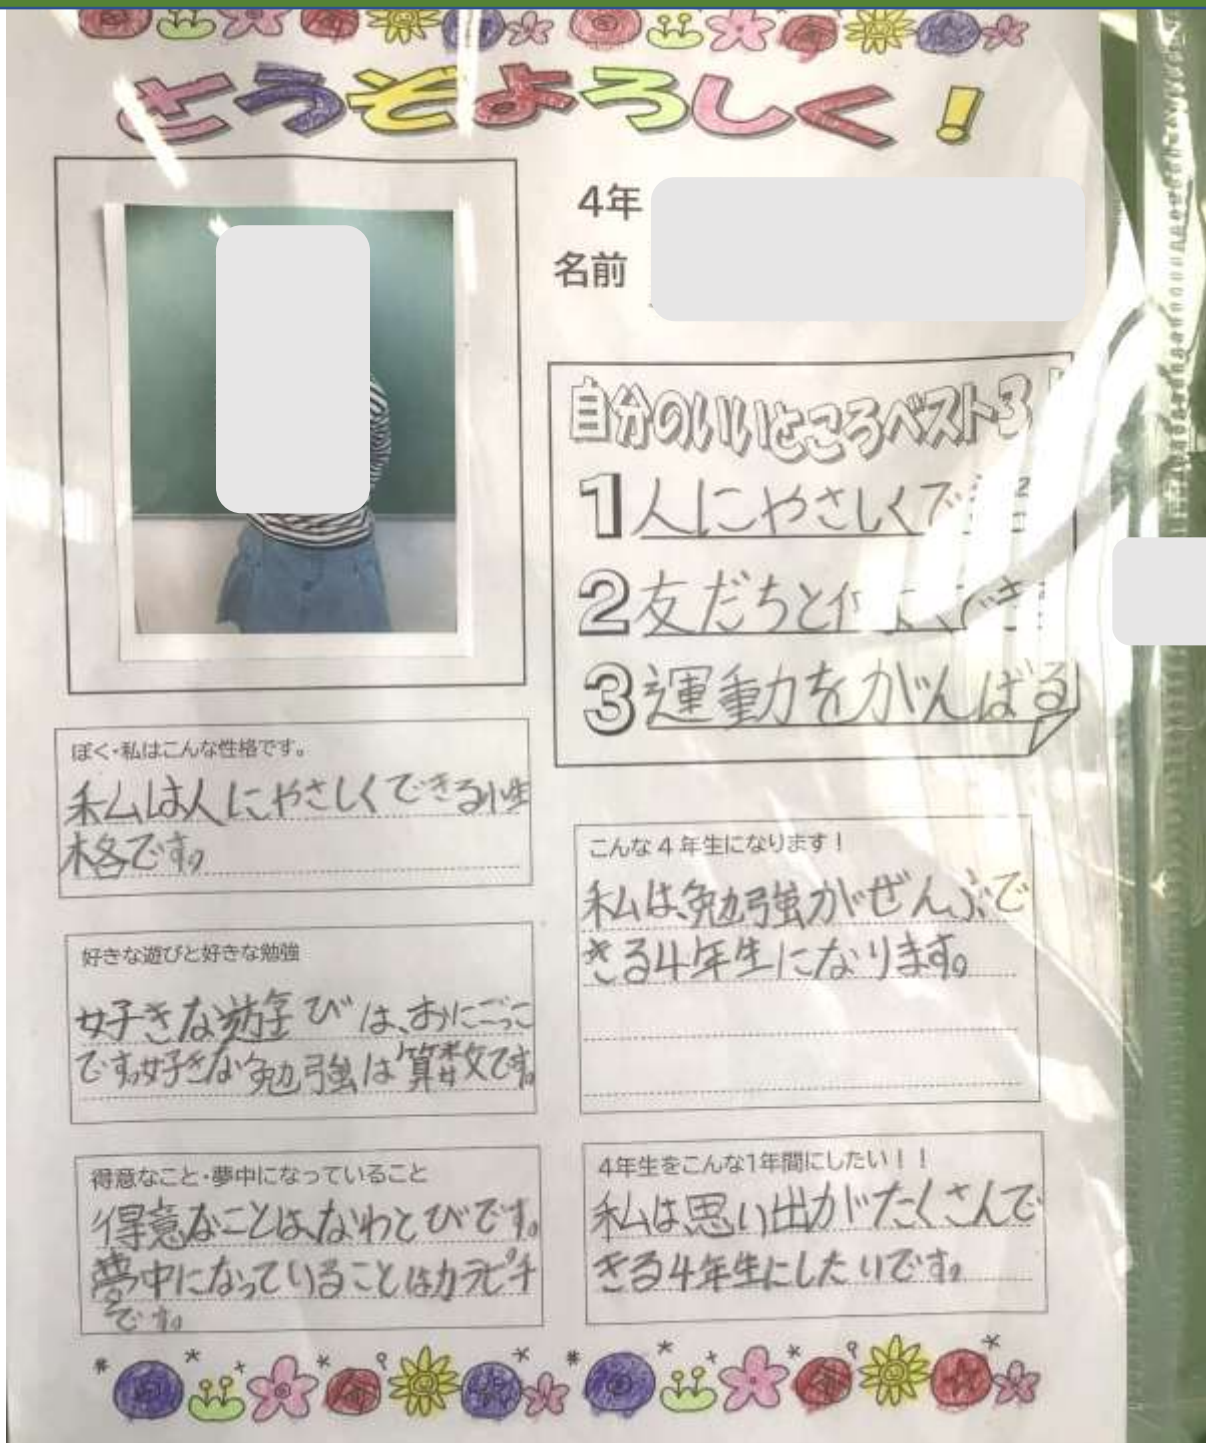 どうぞよろしく！
4年
名前
自分のいいところベスト3
1 人にやさしくで
2 友だちと
3 運動をがんばる
ぼく・私はこんな性格です。
私は人にやさしくできる性
格です。
好きな遊びと好きな勉強
好きな遊びは、おにごっこ
です。好きな勉強は算数です。
得意なこと・夢中になっていること
得意なことは、なわとびです。
夢中になっていることはカラピチ
です。
こんな4年生になります！
私は、勉強がぜんぶで
きる4年生になります。
4年生をこんな1年間にしたい！！
私は、思い出がたくさんで
きる4年生にしたいです。